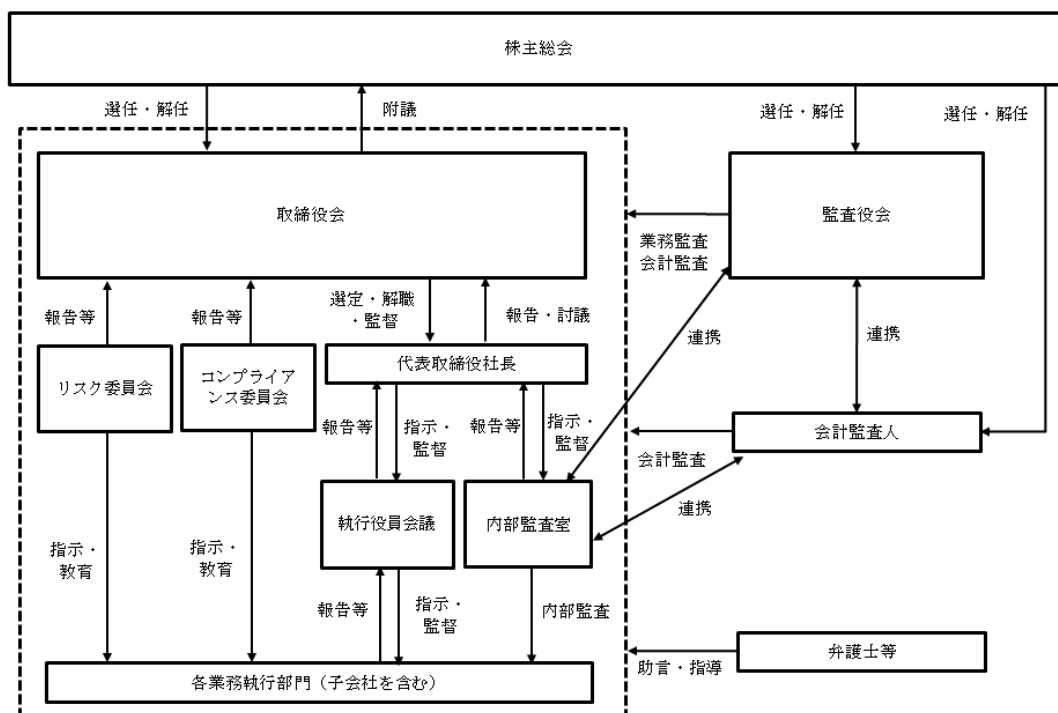 株主総会
選任・解任
附議
選任・解任
選任・解任
取締役会
監査役会
業務監査
会計監査
報告等
報告等
選定・解職
・監督
報告・討議
連携
連携
リスク委員会
コンプライア
ンス委員会
代表取締役社長
報告等
指示・
監督
報告等
指示・
監督
会計監査人
会計監査
連携
執行役員会議
内部監査室
指示・
教育
指示・
教育
報告等
指示・
監督
内部監査
弁護士等
助言・指導
各業務執行部門（子会社を含む）